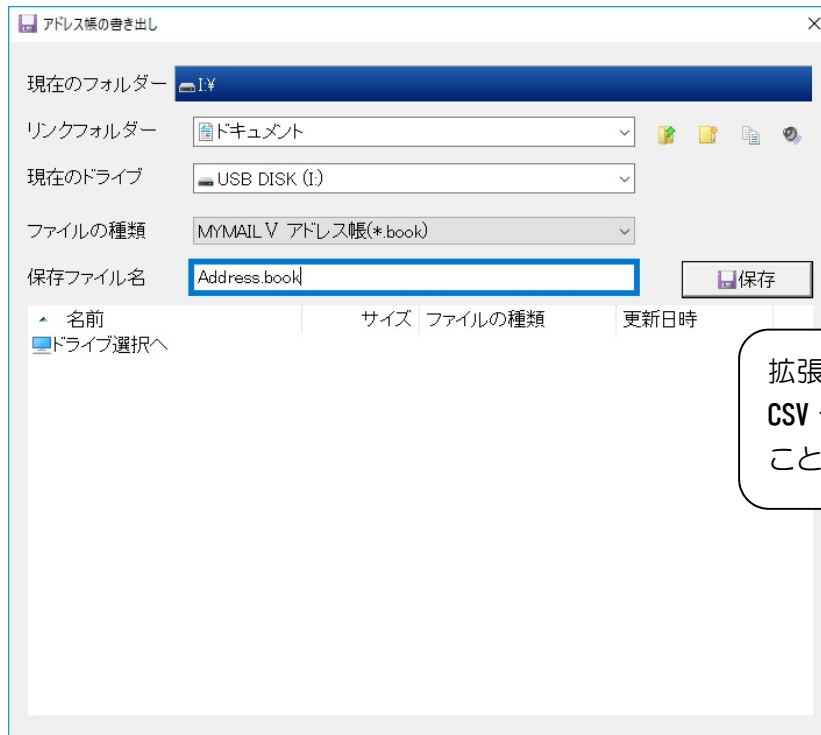 アドレス帳の書き出し
現在のフォルダー I:¥
リンクフォルダー ドキュメント
現在のドライブ USB DISK (I:)
ファイルの種類 MYMAILⅤ アドレス帳(*.book)
保存ファイル名 Address.book 保存
名前 サイズ ファイルの種類 更新日時
ドライブ選択へ
拡張
CSV
こと